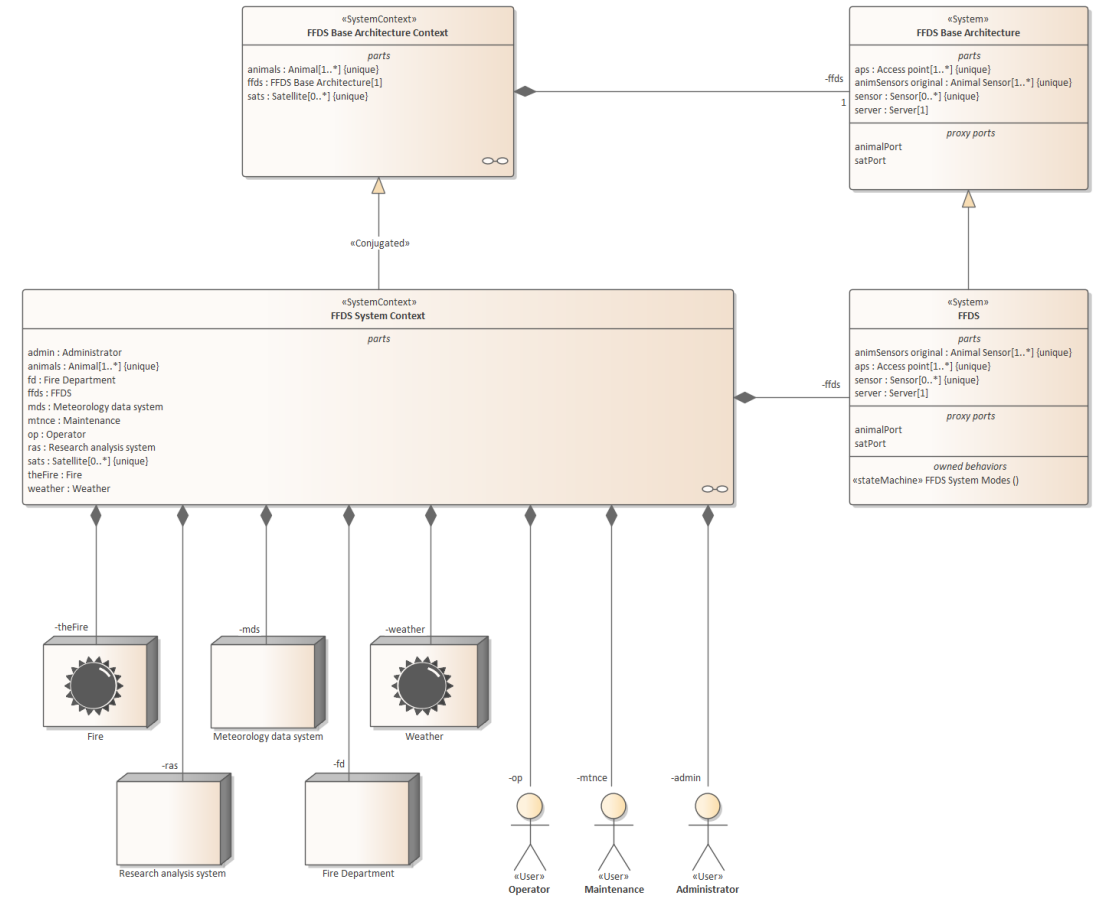 «SystemContext»
FFDS Base Architecture Context
parts
animals : Animal[1..*] {unique}
ffds : FFDS Base Architecture[1]
sats : Satellite[0..*] {unique}
-ffds
1
«System»
FFDS Base Architecture
parts
aps : Access point[1..*] {unique}
animSensors original : Animal Sensor[1..*] {unique}
sensor : Sensor[0..*] {unique}
server : Server[1]
proxy ports
animalPort
satPort
«Conjugated»
«SystemContext»
FFDS System Context
parts
admin : Administrator
animals : Animal[1..*] {unique}
fd : Fire Department
ffds : FFDS
mds : Meteorology data system
mtnce : Maintenance
op : Operator
ras : Research analysis system
sats : Satellite[0..*] {unique}
theFire : Fire
weather : Weather
-ffds
«System»
FFDS
parts
animSensors original : Animal Sensor[1..*] {unique}
aps : Access point[1..*] {unique}
sensor : Sensor[0..*] {unique}
server : Server[1]
proxy ports
animalPort
satPort
owned behaviors
«stateMachine» FFDS System Modes ()
-theFire
-mds
-weather
Fire
Meteorology data system
Weather
-ras
-fd
-op
-mtnce
-admin
Research analysis system
Fire Department
«User»
Operator
«User»
Maintenance
«User»
Administrator